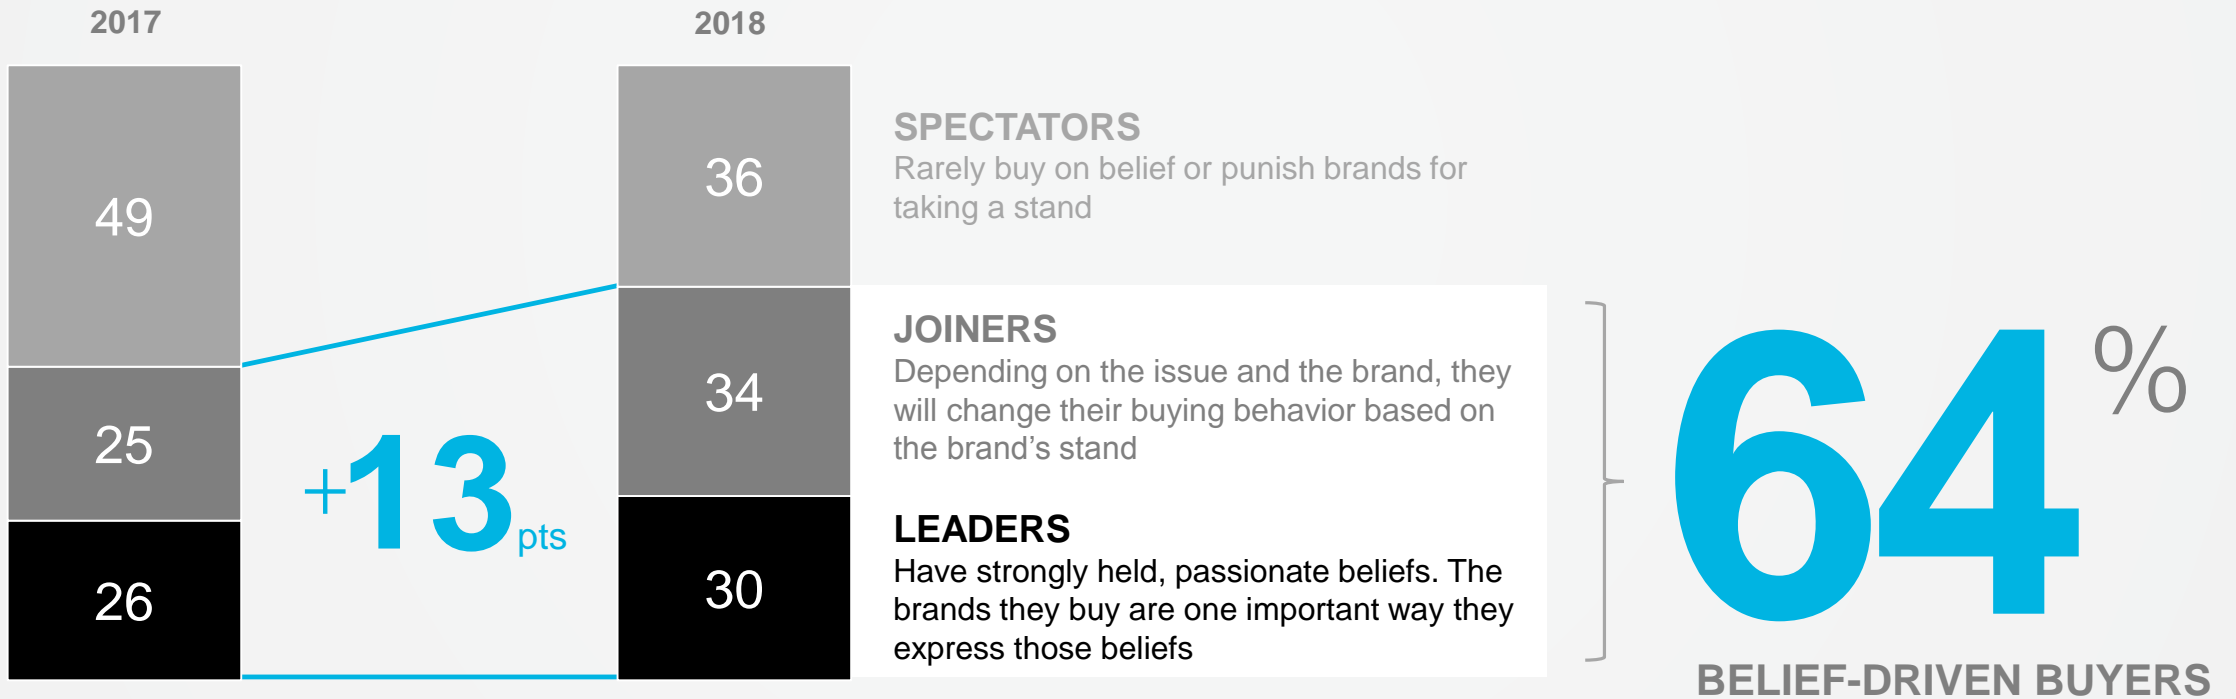 2017
2018
49
25
26
+13 pts
36
34
30
SPECTATORS
Rarely buy on belief or punish brands for
taking a stand
JOINERS
Depending on the issue and the brand, they
will change their buying behavior based on
the brand’s stand
LEADERS
Have strongly held, passionate beliefs. The
brands they buy are one important way they
express those beliefs
64%
BELIEF-DRIVEN BUYERS